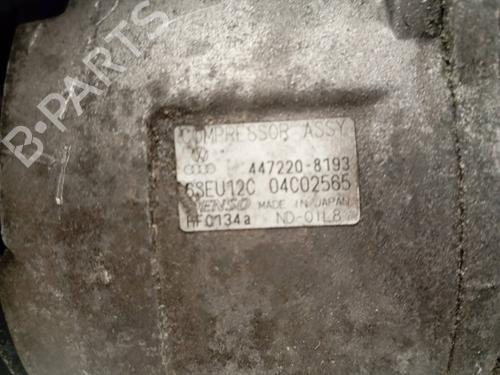 B-PARTS
COMPRESSOR ASSY
447220-8193
6SEU12C 04C02565
DENSO MADE IN JAPAN
HFC134a ND-OIL8